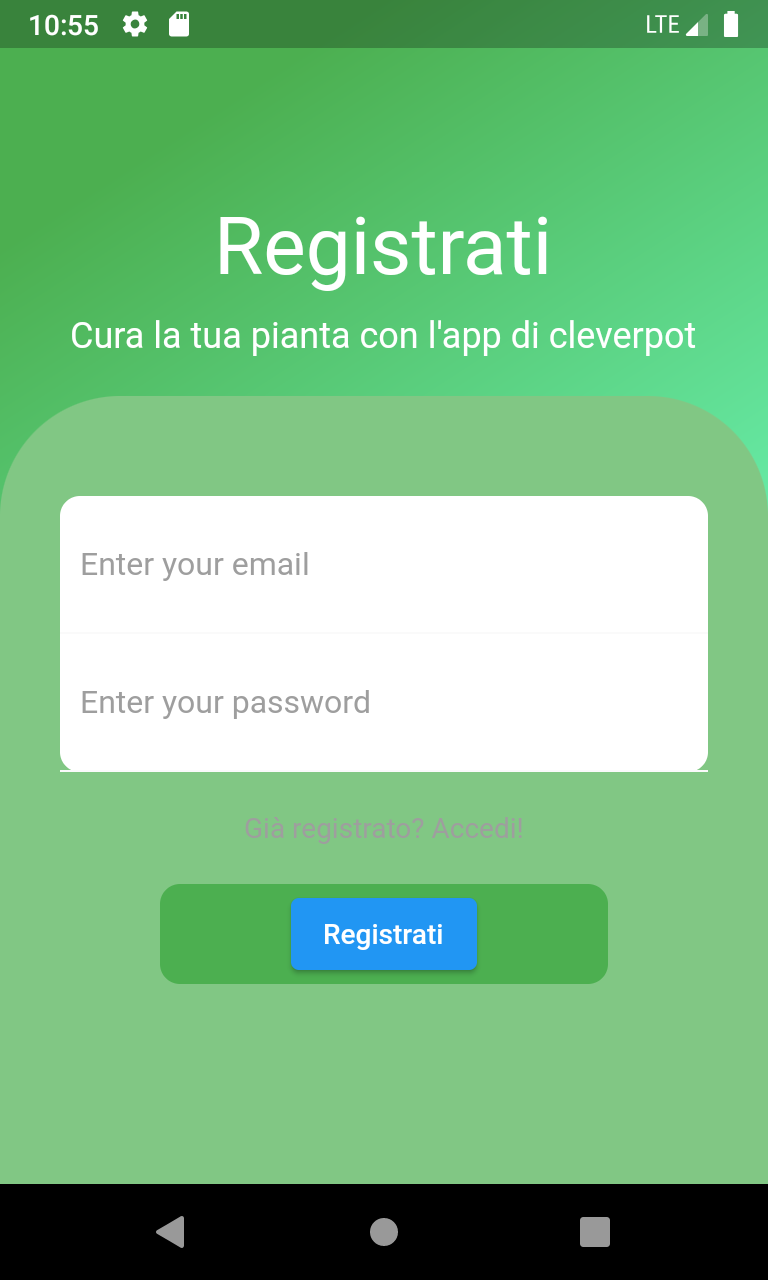 10:55 LTE
Registrati
Cura la tua pianta con l'app di cleverpot
Enter your email
Enter your password
Già registrato? Accedi!
Registrati